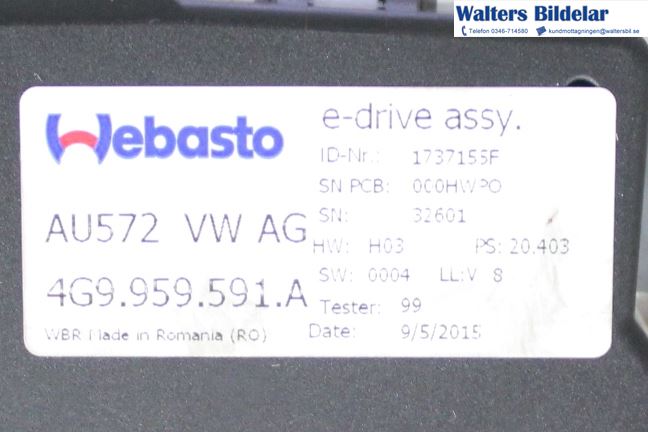 Walters Bildelar
Telefon 0346-714580 kundmottagningen@waltersbil.se
Webasto
e-drive assy.
ID-Nr.: 1737155F
SN PCB: 000HWPO
SN: 32601
AU572 VW AG
HW: H03 PS: 20.403
SW: 0004 LL:V 8
4G9.959.591.A
Tester: 99
WBR Made in Romania (RO)
Date: 9/5/2015